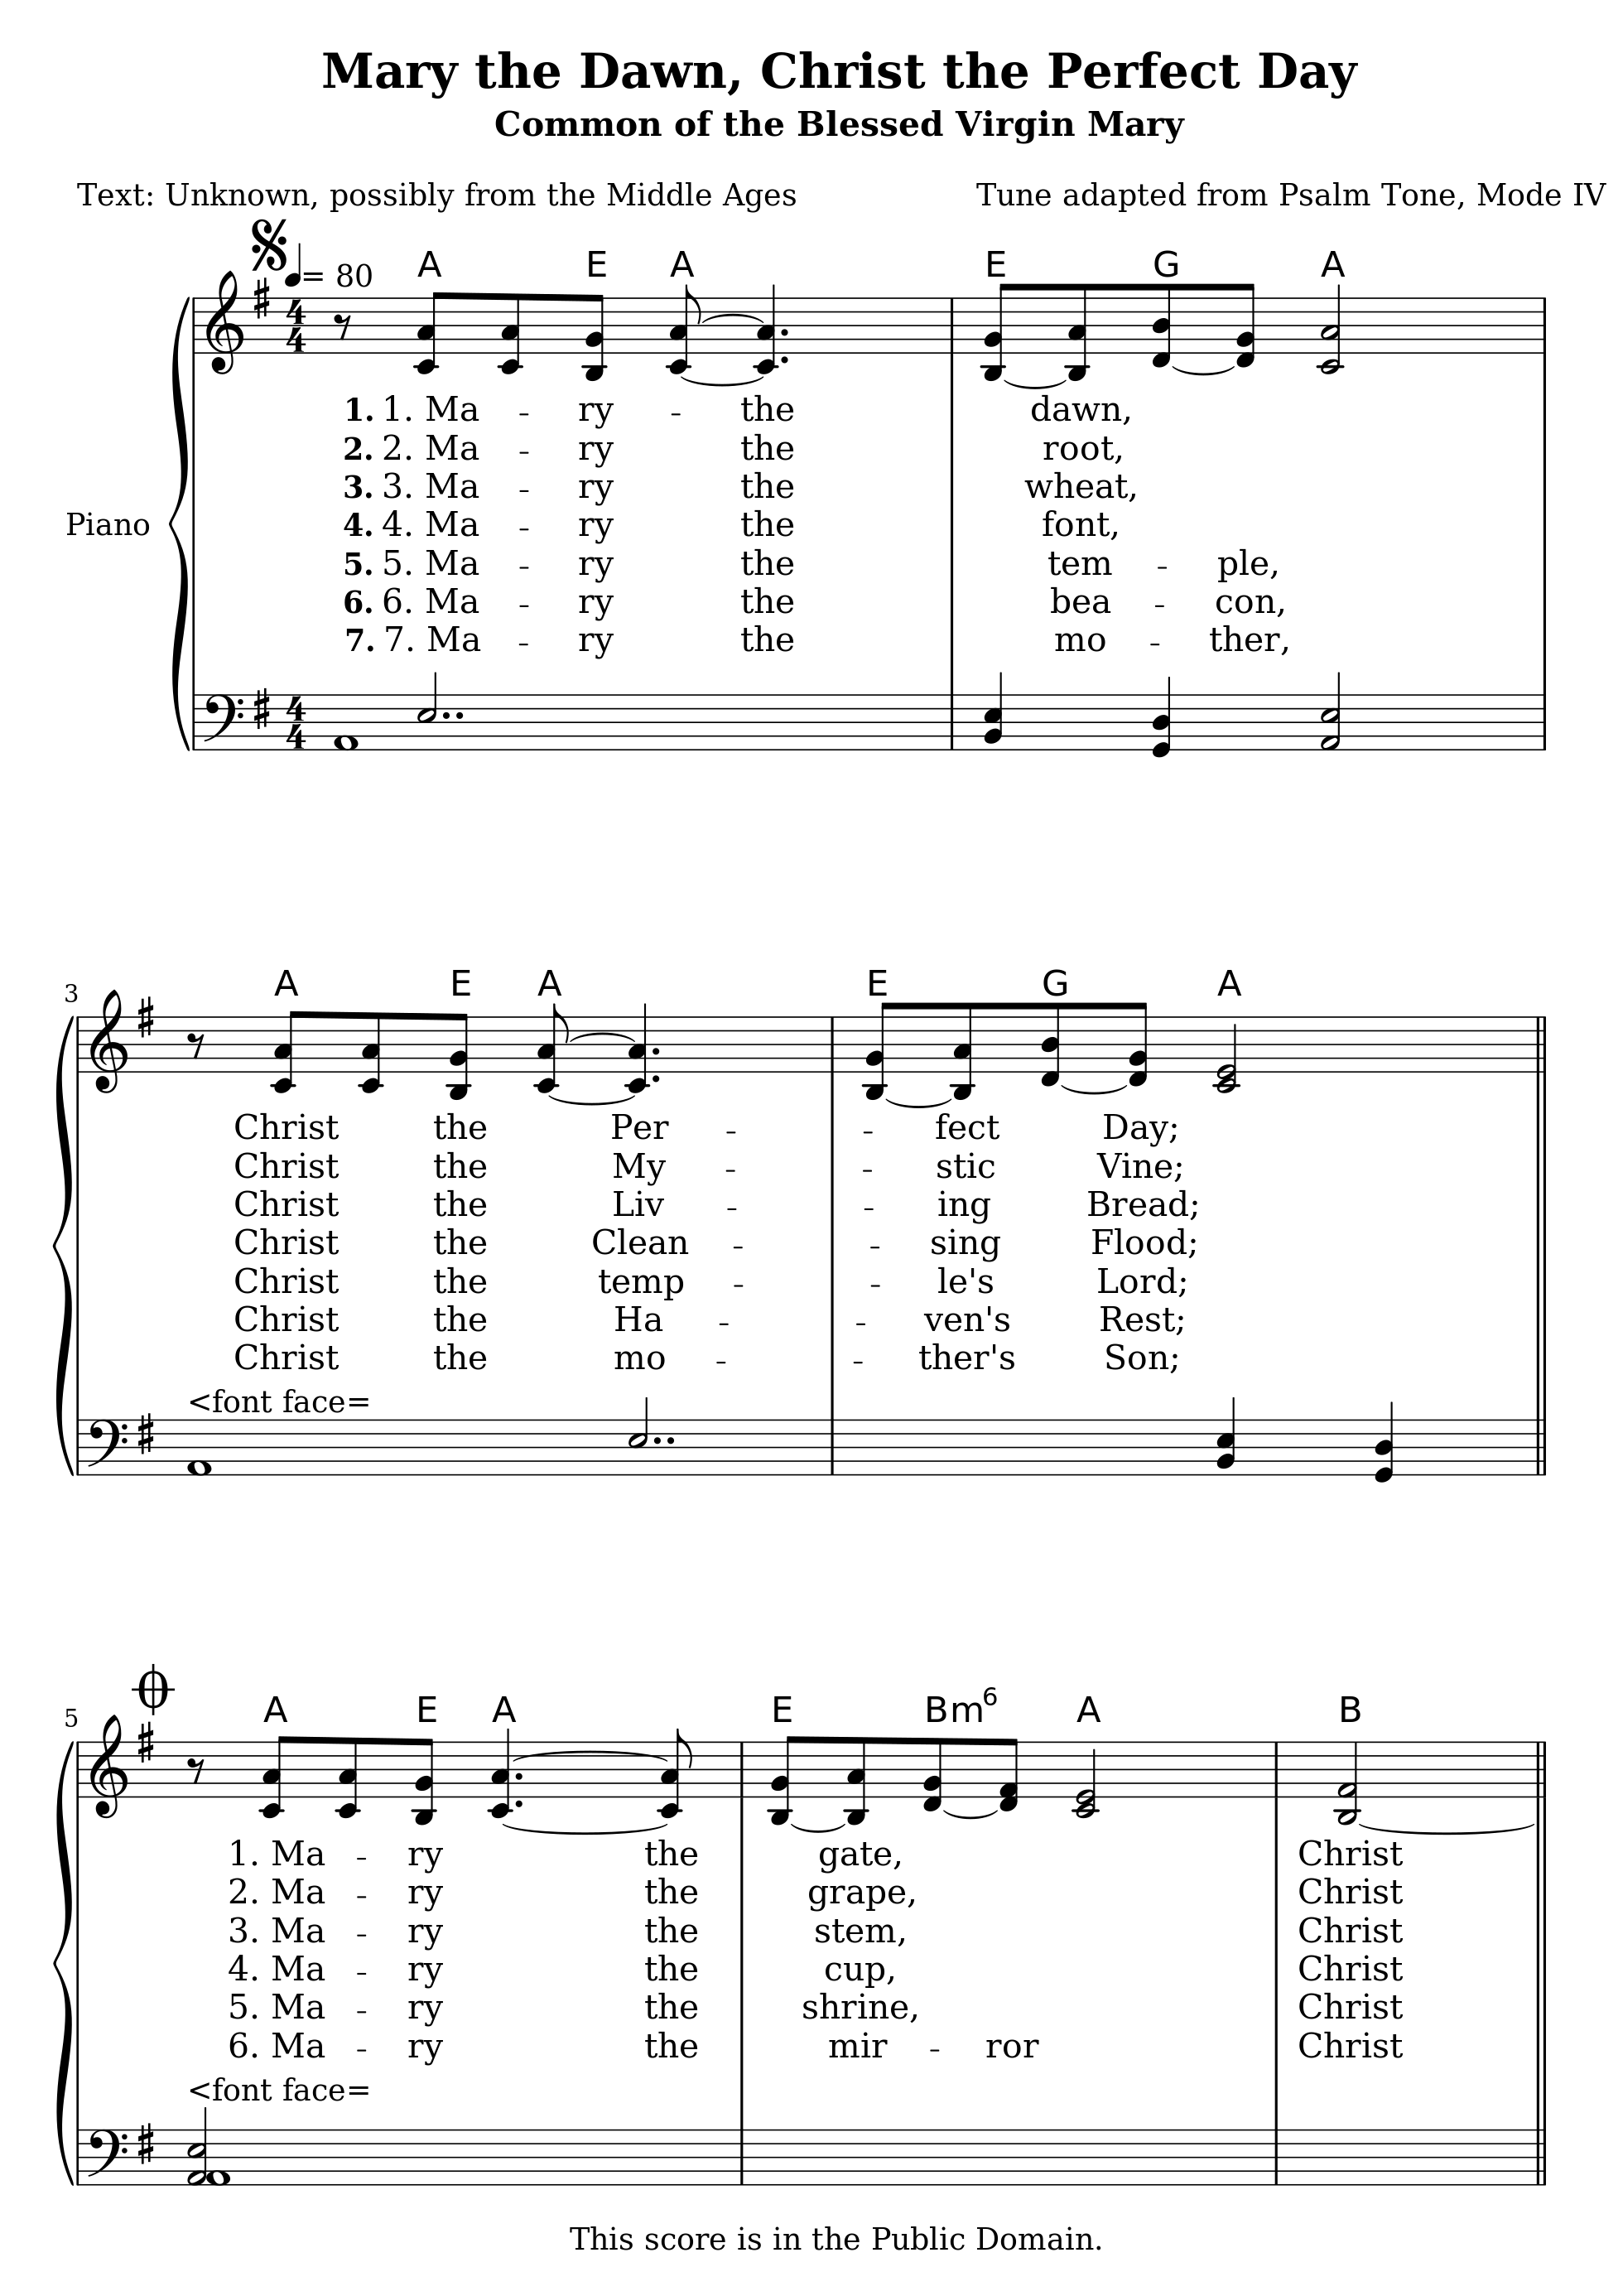 Mary the Dawn, Christ the Perfect Day
Common of the Blessed Virgin Mary
Text: Unknown, possibly from the Middle Ages
Tune adapted from Psalm Tone, Mode IV
= 80 A E A E G A
1. 1. Ma - ry - the dawn,
2. 2. Ma - ry the root,
3. 3. Ma - ry the wheat,
4. 4. Ma - ry the font,
Piano
5. 5. Ma - ry the tem - ple,
6. 6. Ma - ry the bea - con,
7. 7. Ma - ry the mo - ther,
3 A E A E G A
Christ the Per - - fect Day;
Christ the My - - stic Vine;
Christ the Liv - - ing Bread;
Christ the Clean - - sing Flood;
Christ the temp - - le's Lord;
Christ the Ha - - ven's Rest;
Christ the mo - - ther's Son;
<font face=
5 A E A E Bm6 A B
1. Ma - ry the gate, Christ
2. Ma - ry the grape, Christ
3. Ma - ry the stem, Christ
4. Ma - ry the cup, Christ
5. Ma - ry the shrine, Christ
6. Ma - ry the mir - ror Christ
<font face=
This score is in the Public Domain.